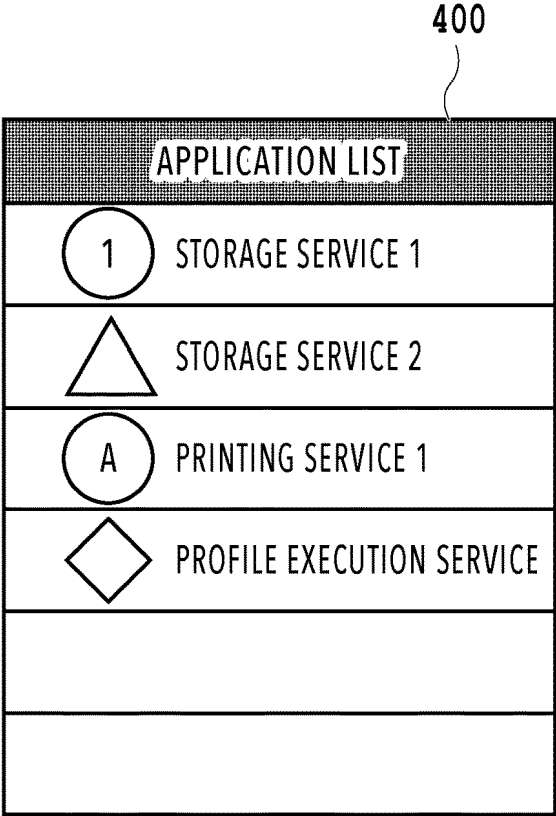 400
APPLICATION LIST
1 STORAGE SERVICE 1
STORAGE SERVICE 2
A PRINTING SERVICE 1
PROFILE EXECUTION SERVICE